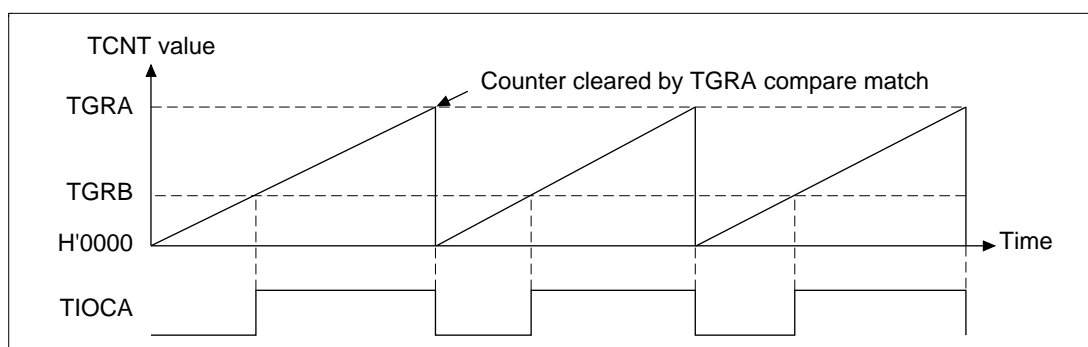 TCNT value
Counter cleared by TGRA compare match
TGRA
TGRB
H'0000
Time
TIOCA